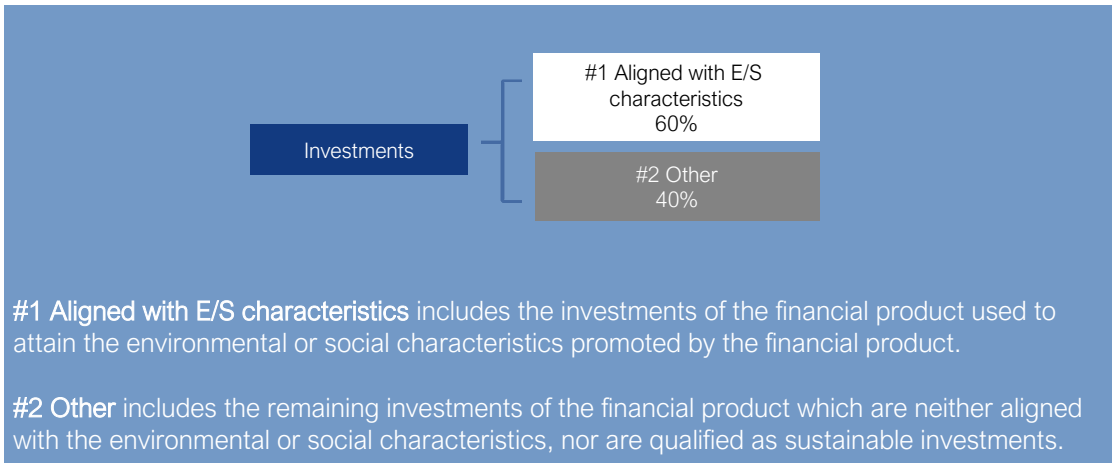 #1 Aligned with E/S
characteristics
60%
Investments
#2 Other
40%
#1 Aligned with E/S characteristics includes the investments of the financial product used to
attain the environmental or social characteristics promoted by the financial product.
#2 Other includes the remaining investments of the financial product which are neither aligned
with the environmental or social characteristics, nor are qualified as sustainable investments.